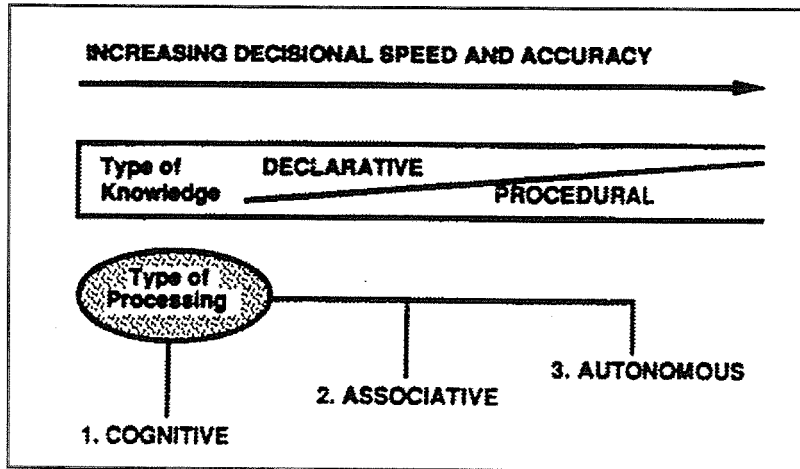 INCREASING DECISIONAL SPEED AND ACCURACY
Type of
Knowledge
DECLARATIVE
PROCEDURAL
Type of
Processing
1. COGNITIVE
2. ASSOCIATIVE
3. AUTONOMOUS